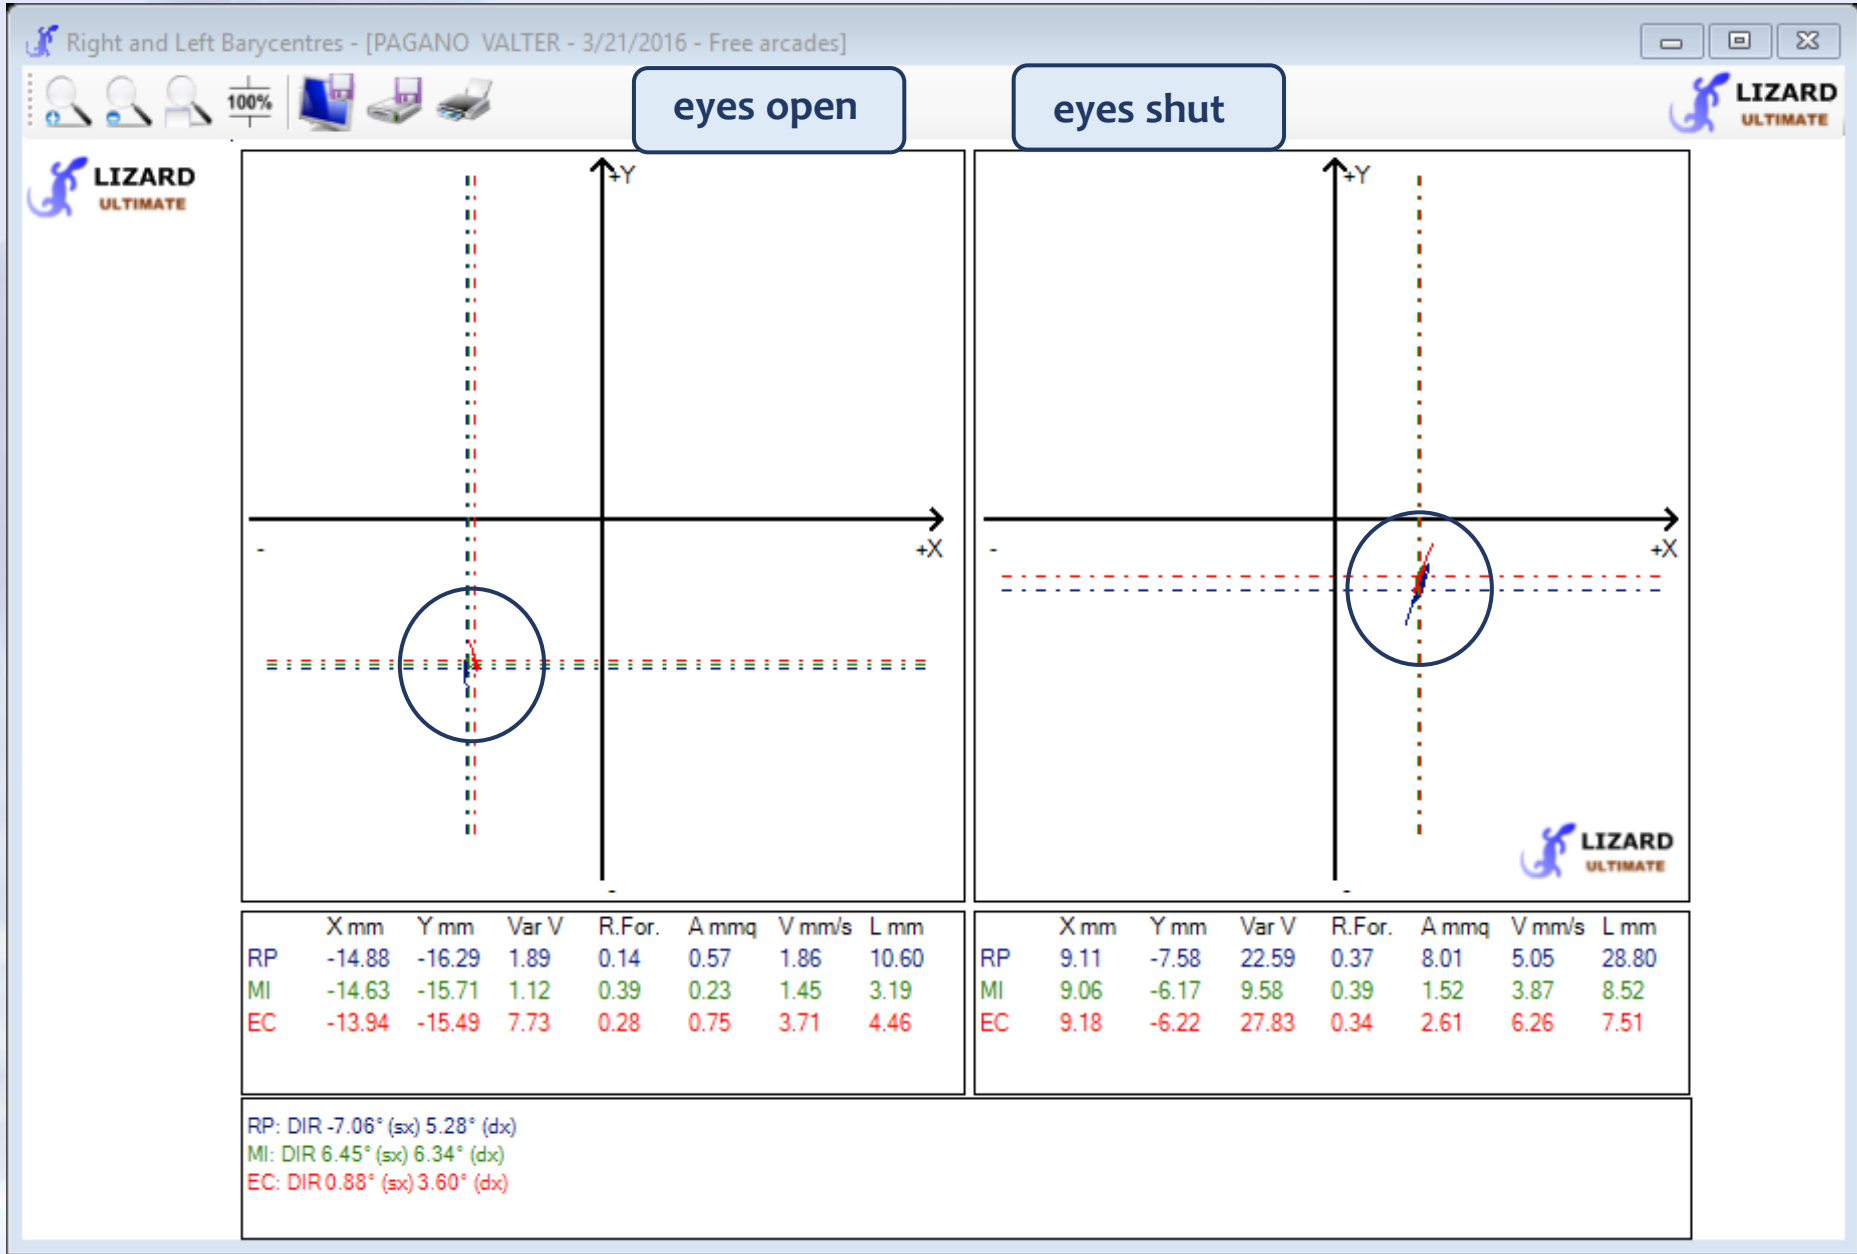 Right and Left Barycentres - [PAGANO  VALTER - 3/21/2016 - Free arcades]
100%
eyes open
eyes shut
LIZARD
ULTIMATE
LIZARD
ULTIMATE
+Y
+Y
-
+X
-
+X
-
-
LIZARD
ULTIMATE
X mm Y mm Var V R.For. A mmq V mm/s L mm
RP -14.88 -16.29 1.89 0.14 0.57 1.86 10.60
MI -14.63 -15.71 1.12 0.39 0.23 1.45 3.19
EC -13.94 -15.49 7.73 0.28 0.75 3.71 4.46
X mm Y mm Var V R.For. A mmq V mm/s L mm
RP 9.11 -7.58 22.59 0.37 8.01 5.05 28.80
MI 9.06 -6.17 9.58 0.39 1.52 3.87 8.52
EC 9.18 -6.22 27.83 0.34 2.61 6.26 7.51
RP: DIR -7.06° (sx) 5.28° (dx)
MI: DIR 6.45° (sx) 6.34° (dx)
EC: DIR 0.88° (sx) 3.60° (dx)